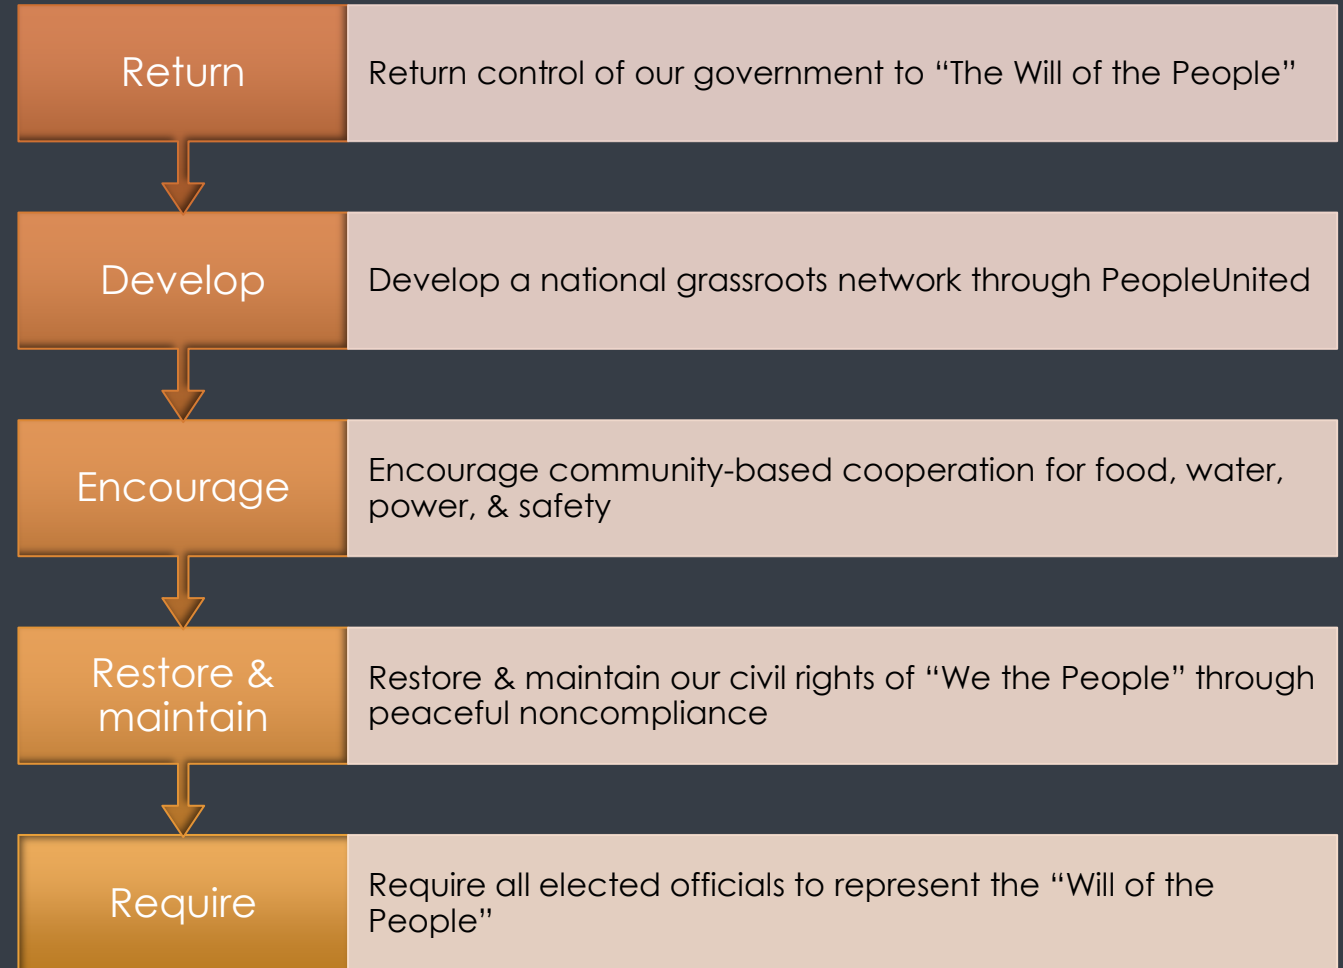 Return
Return control of our government to “The Will of the People”
Develop
Develop a national grassroots network through PeopleUnited
Encourage
Encourage community-based cooperation for food, water,
power, & safety
Restore &
maintain
Restore & maintain our civil rights of “We the People” through
peaceful noncompliance
Require
Require all elected officials to represent the “Will of the
People”